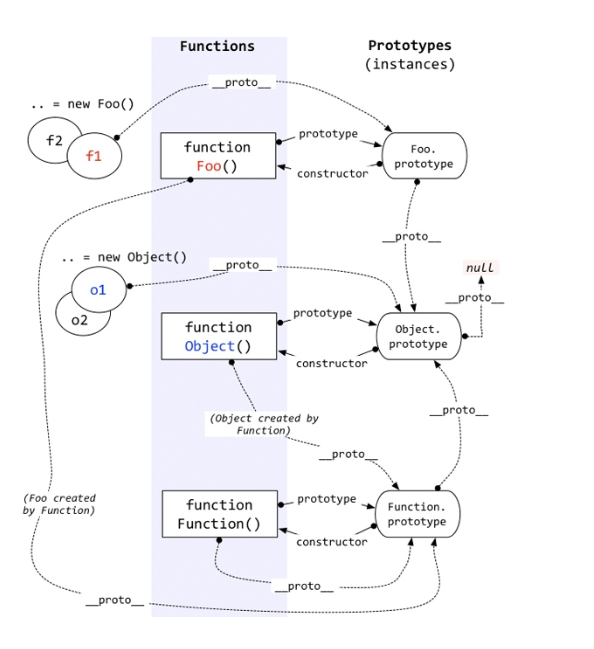 Functions
Prototypes
(instances)
__proto__
.. = new Foo()
f2
f1
function
Foo()
prototype
constructor
Foo.
prototype
__proto__
.. = new Object()
__proto__
null
__proto__
o1
o2
function
Object()
prototype
constructor
Object.
prototype
(Object created by
Function)
__proto__
__proto__
(Foo created
by Function)
function
Function()
prototype
constructor
Function.
prototype
__proto__
__proto__